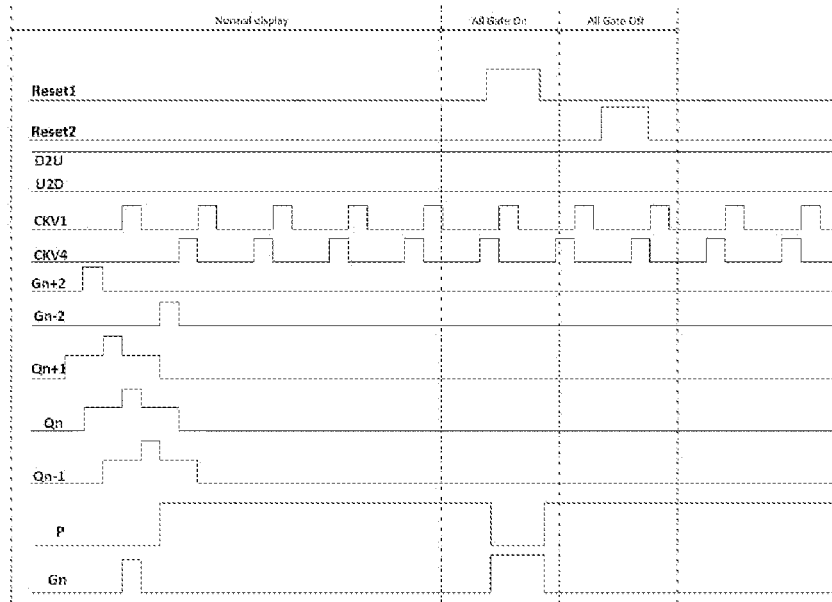 Normal display
All Gate On
All Gate Off
Reset1
Reset2
D2U
U2D
CKV1
CKV4
Gn+2
Gn-2
Qn+1
Qn
Qn-1
P
Gn